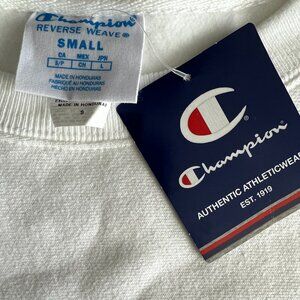 Champion
REVERSE WEAVE®
SMALL
CA MEX JPN
S/P CH L
MADE IN HONDURAS
FABRIQUÉ AU HONDURAS
HECHO EN HONDURAS
MADE IN HONDURAS
S
Champion
AUTHENTIC ATHLETICWEAR
EST. 1919